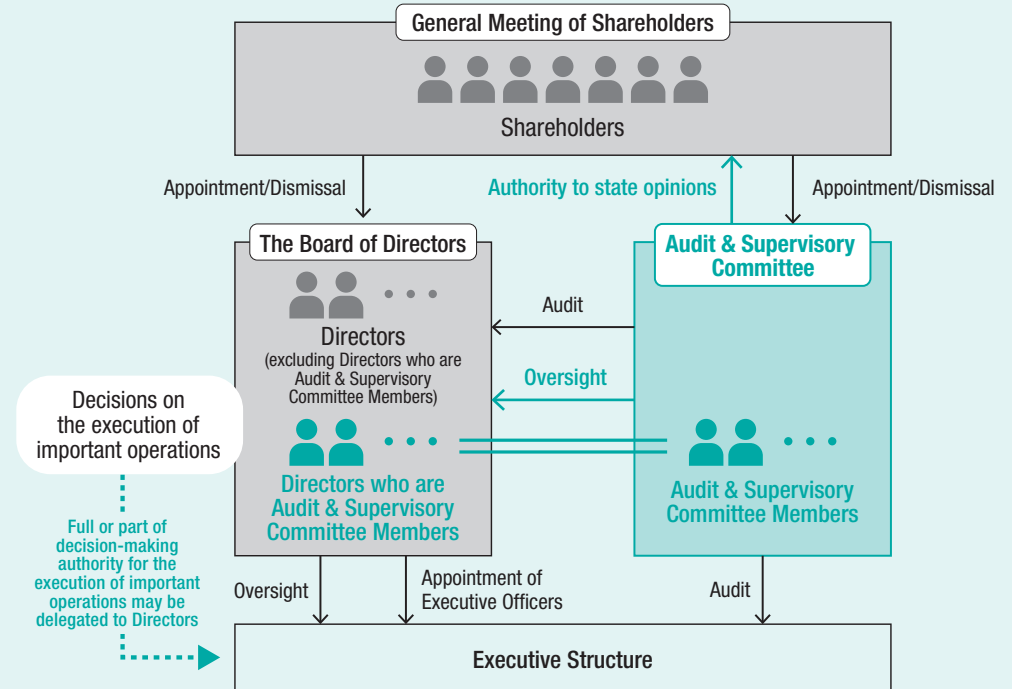 General Meeting of Shareholders
Shareholders
Appointment/Dismissal
Authority to state opinions
Appointment/Dismissal
The Board of Directors
Directors
(excluding Directors who are
Audit & Supervisory
Committee Members)
Directors who are
Audit & Supervisory
Committee Members
Audit
Oversight
Audit & Supervisory
Committee
Audit & Supervisory
Committee Members
Decisions on
the execution of
important operations
Full or part of
decision-making
authority for the
execution of important
operations may be
delegated to Directors
Oversight
Appointment of
Executive Officers
Audit
Executive Structure